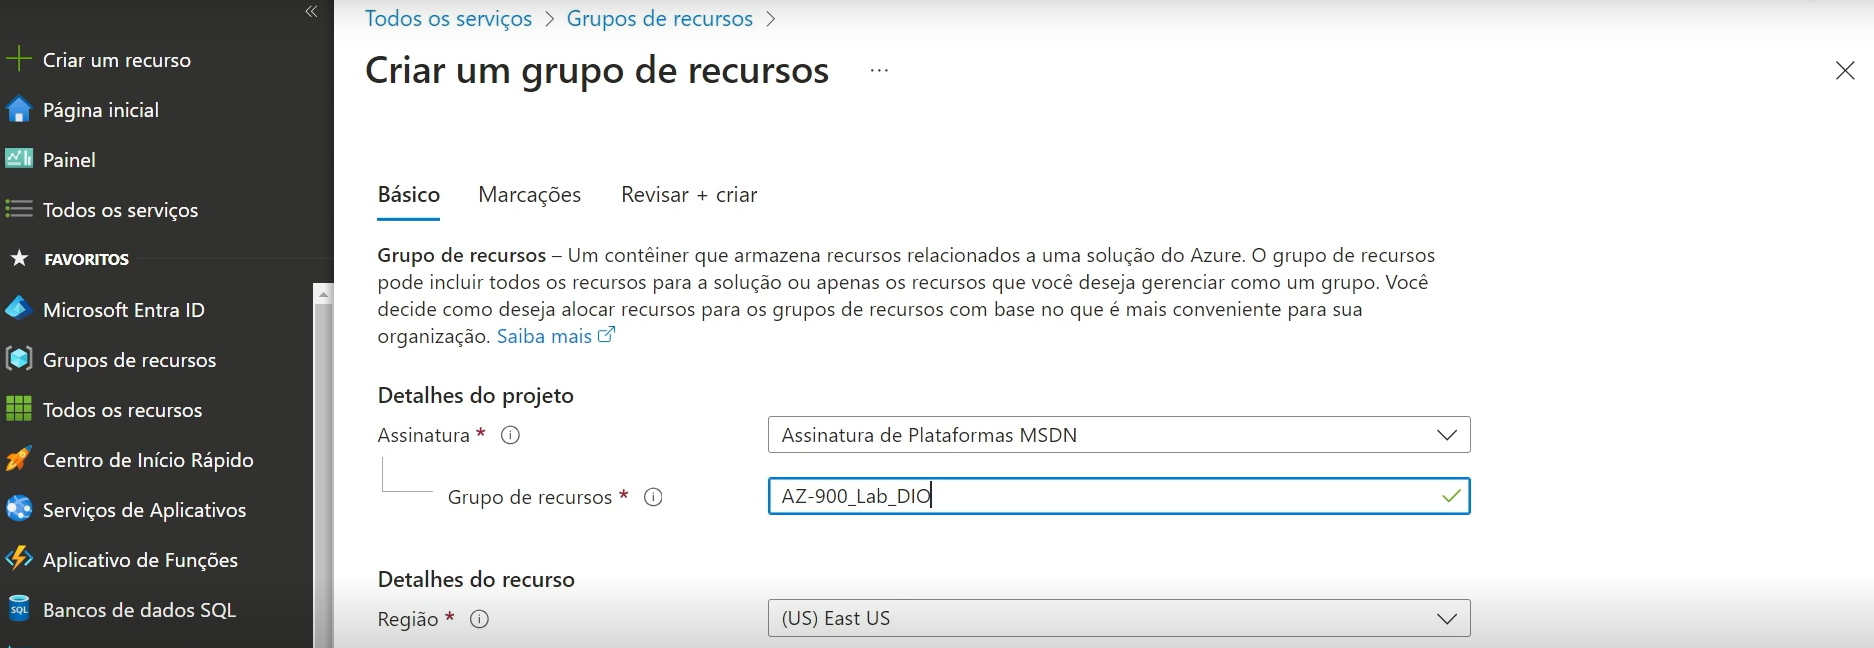 Criar um recurso
Página inicial
Painel
Todos os serviços
FAVORITOS
Microsoft Entra ID
Grupos de recursos
Todos os recursos
Centro de Início Rápido
Serviços de Aplicativos
Aplicativo de Funções
SQL
Bancos de dados SQL
Todos os serviços > Grupos de recursos >
Criar um grupo de recursos ...
Básico Marcações Revisar + criar
Grupo de recursos – Um contêiner que armazena recursos relacionados a uma solução do Azure. O grupo de recursos
pode incluir todos os recursos para a solução ou apenas os recursos que você deseja gerenciar como um grupo. Você
decide como deseja alocar recursos para os grupos de recursos com base no que é mais conveniente para sua
organização. Saiba mais
Detalhes do projeto
Assinatura * Assinatura de Plataformas MSDN
Grupo de recursos * AZ-900_Lab_DIO
Detalhes do recurso
Região * (US) East US